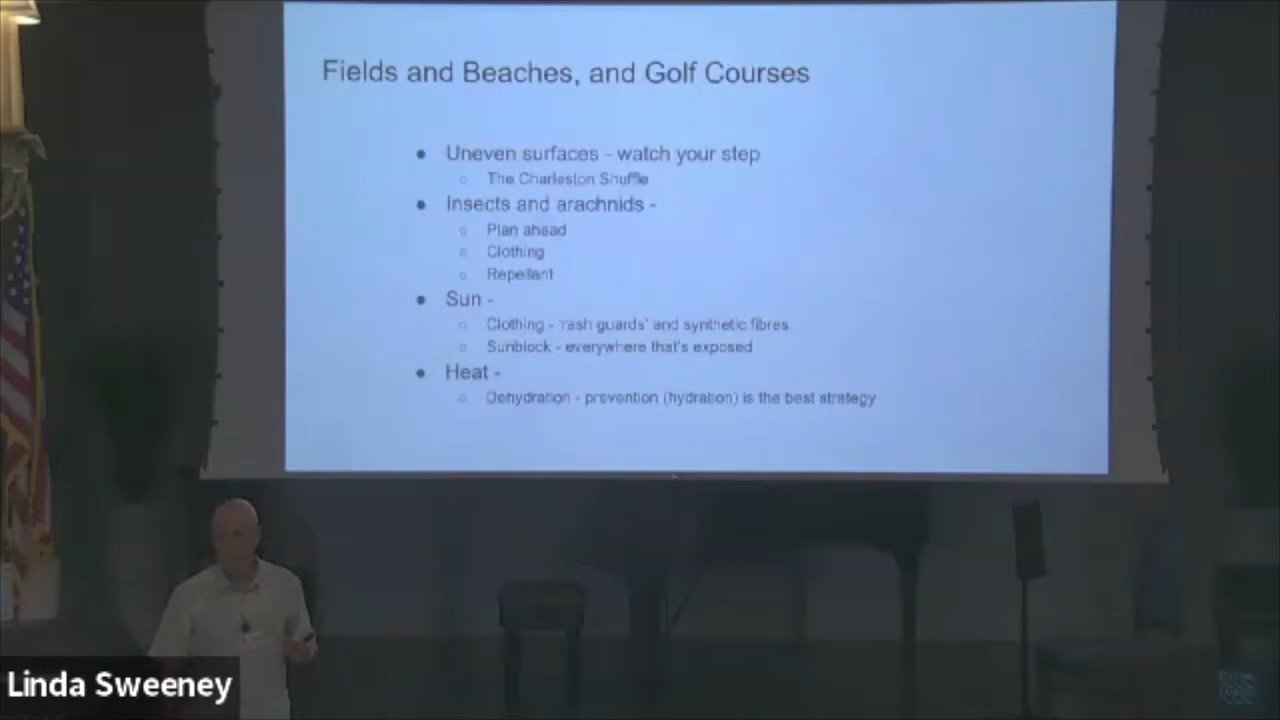 Fields and Beaches, and Golf Courses
● Uneven surfaces - watch your step
○ The Charleston Shuffle
● Insects and arachnids -
○ Plan ahead
○ Clothing
○ Repellant
● Sun -
○ Clothing - 'rash guards' and synthetic fibres
○ Sunblock - everywhere that's exposed
● Heat -
○ Dehydration - prevention (hydration) is the best strategy
Linda Sweeney